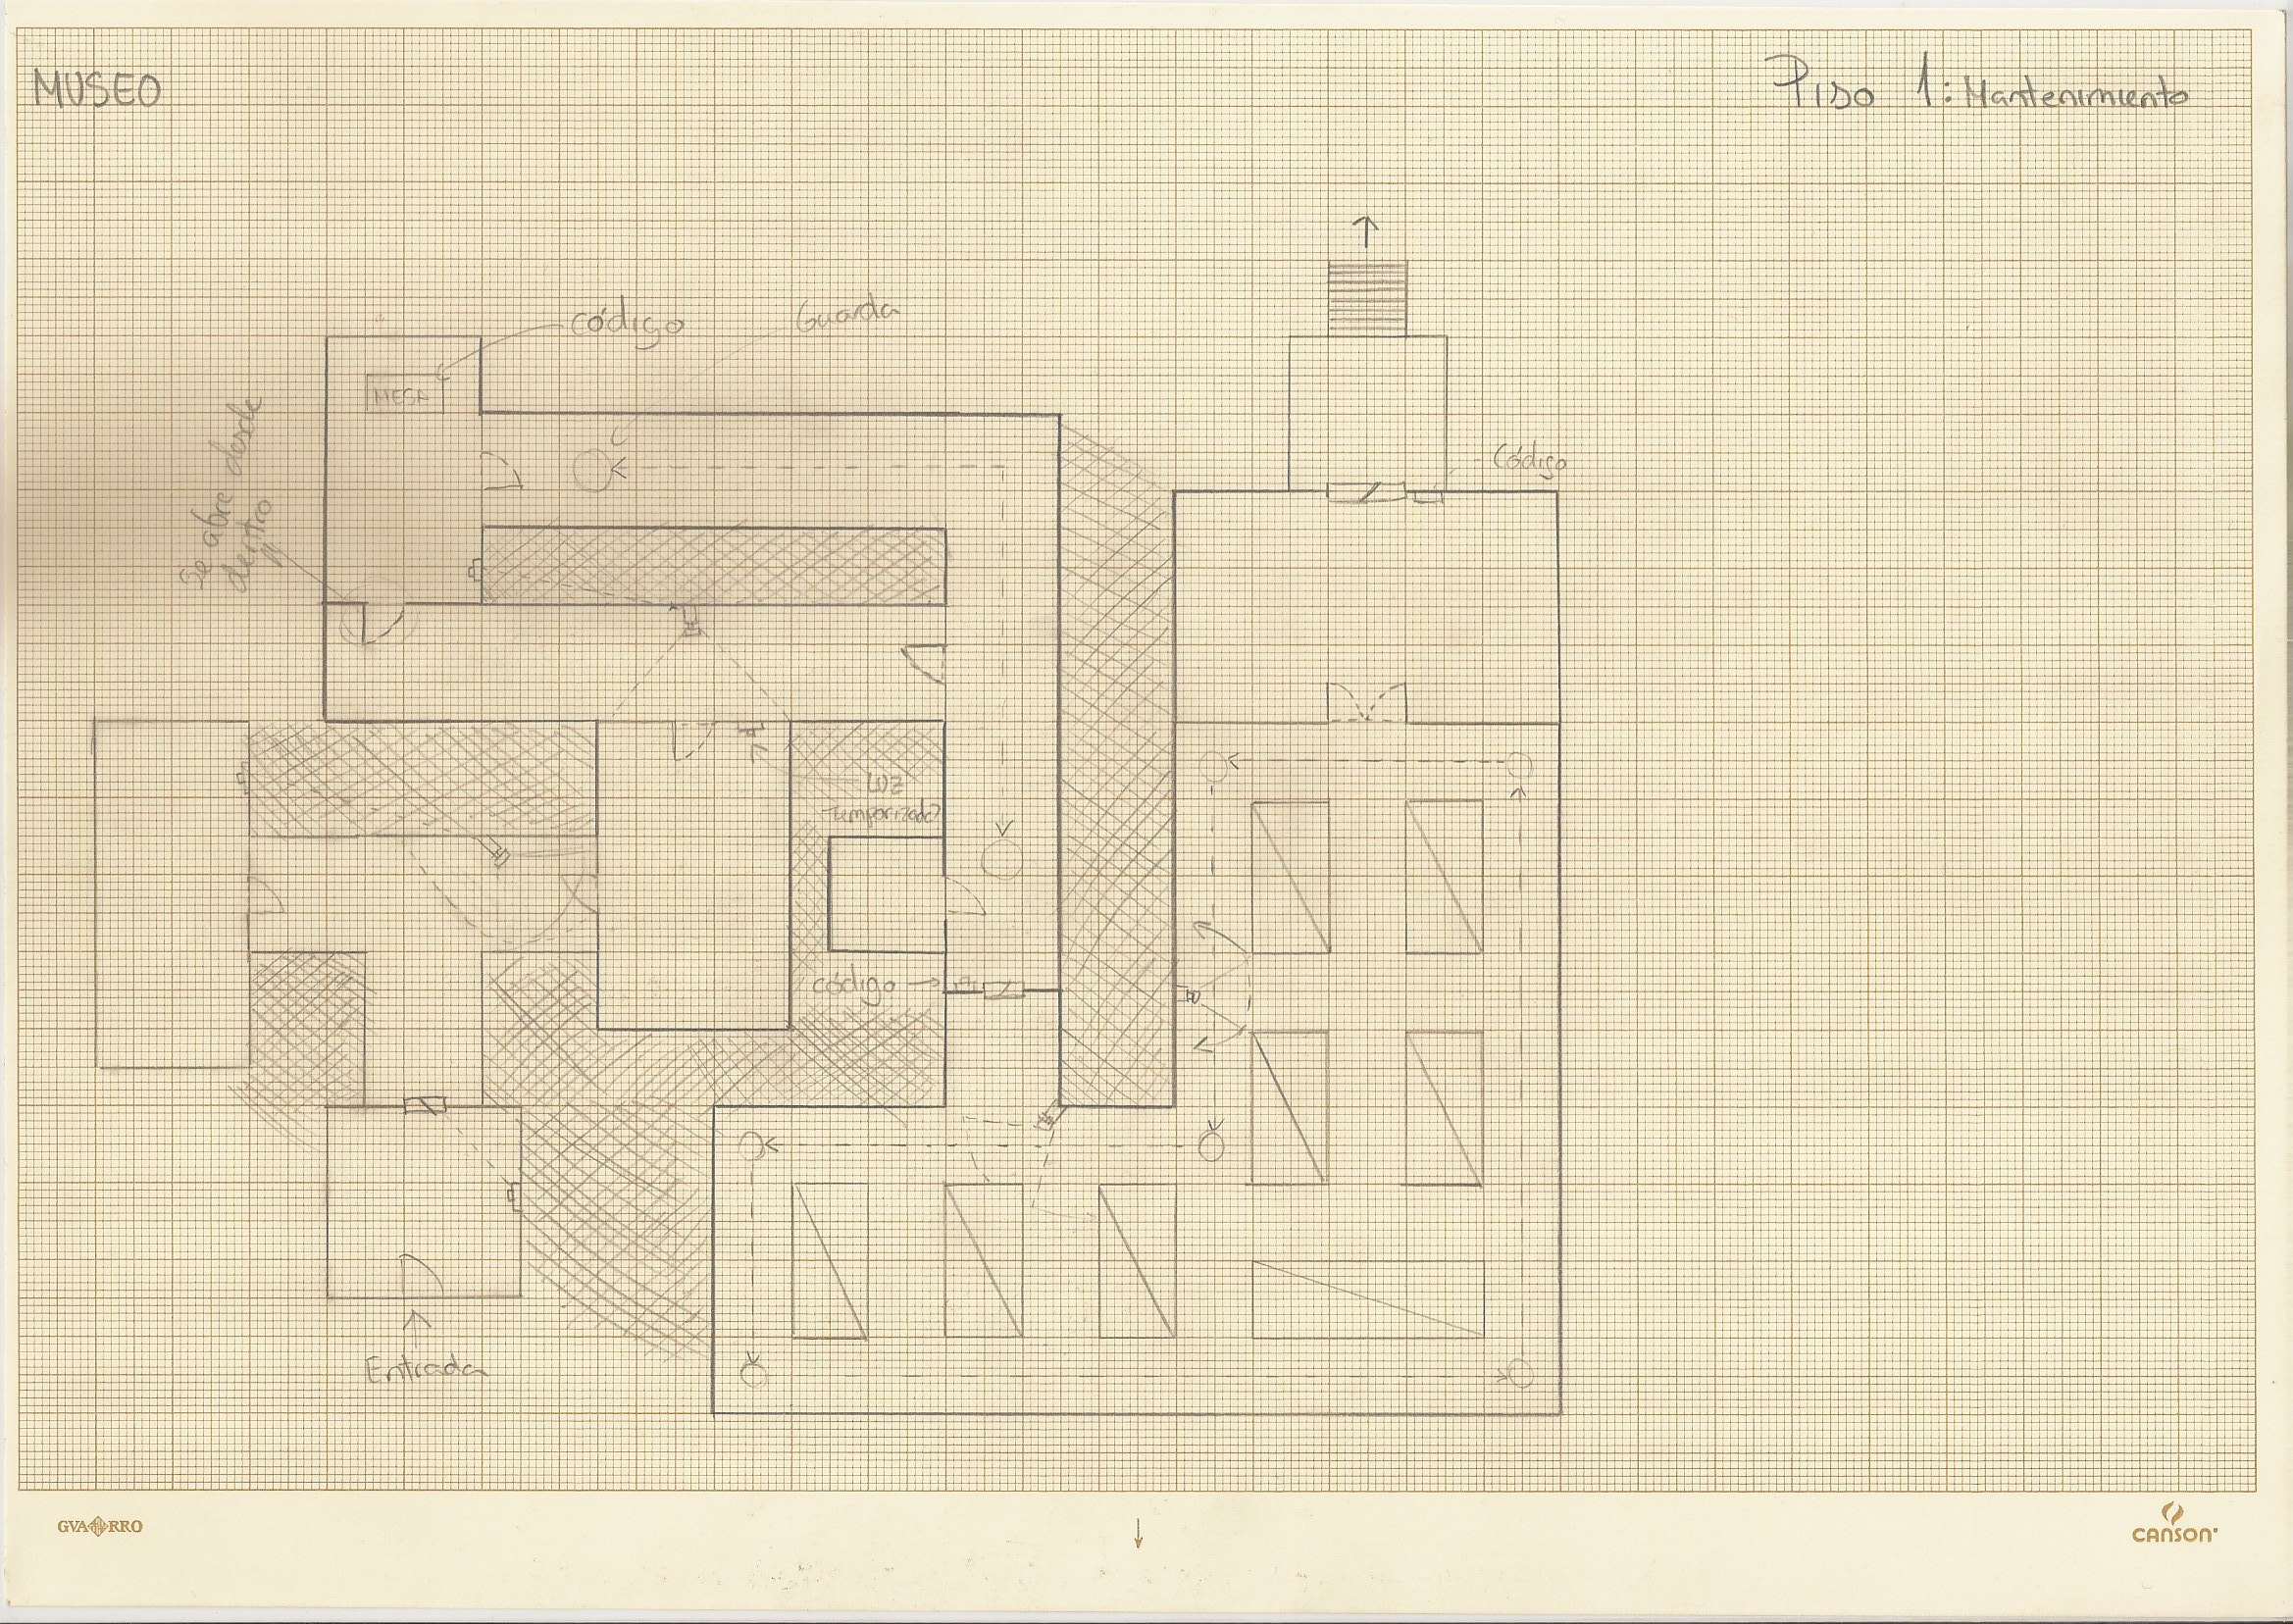 MUSEO
Piso 1: Mantenimiento
código
Guarda
MESA
Se abre desde
dentro
Código
LUZ
Temporizada
código
Entrada
GVARRO
CANSON